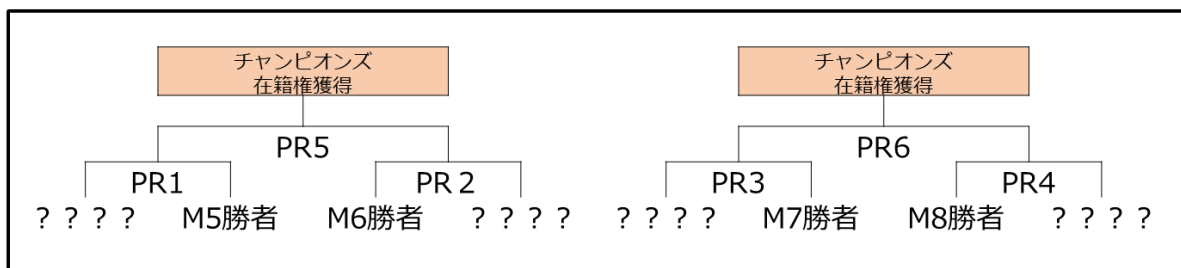 チャンピオンズ
在籍権獲得
チャンピオンズ
在籍権獲得
PR5
PR6
PR1
PR２
PR3
PR4
？？？？ M5勝者 M6勝者 ？？？？
？？？？ M7勝者 M8勝者 ？？？？